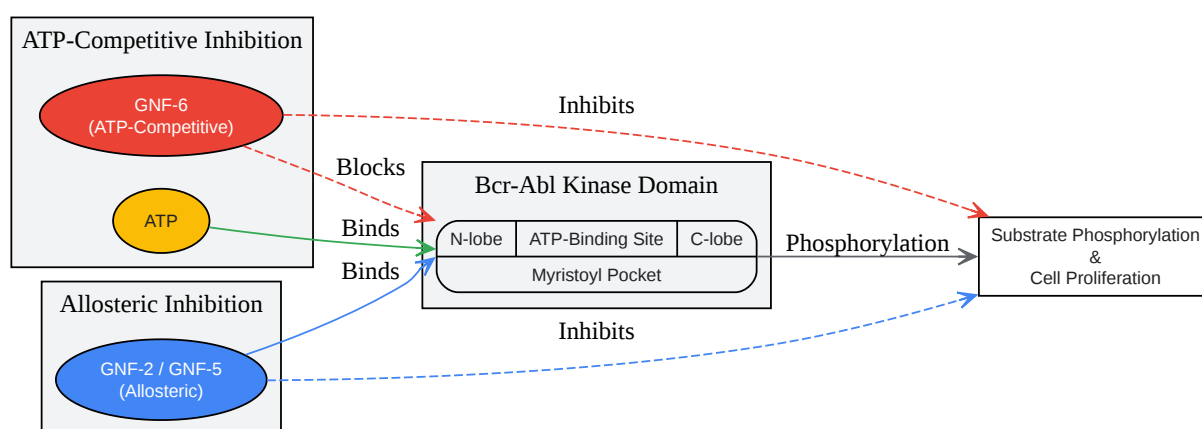 ATP-Competitive Inhibition
GNF-6
(ATP-Competitive)
ATP
Allosteric Inhibition
GNF-2 / GNF-5
(Allosteric)
Blocks
Binds
Binds
Inhibits
Bcr-Abl Kinase Domain
N-lobe
ATP-Binding Site
C-lobe
Myristoyl Pocket
Phosphorylation
Inhibits
Substrate Phosphorylation
&
Cell Proliferation